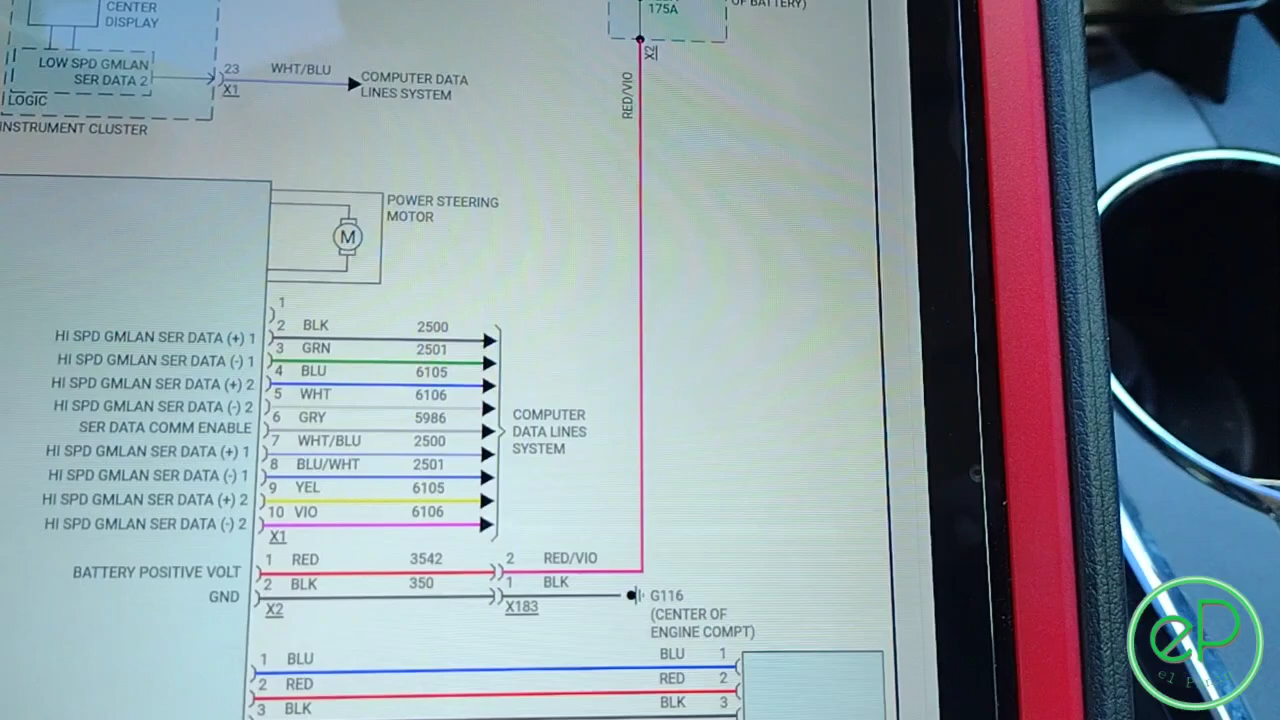 CENTER
DISPLAY
175A
OF BATTERY)
LOW SPD GMLAN
SER DATA 2
23 WHT/BLU
X1
COMPUTER DATA
LINES SYSTEM
X2
RED/VIO
LOGIC
INSTRUMENT CLUSTER
POWER STEERING
MOTOR
M
1
HI SPD GMLAN SER DATA (+) 1 2 BLK 2500
HI SPD GMLAN SER DATA (-) 1 3 GRN 2501
HI SPD GMLAN SER DATA (+) 2 4 BLU 6105
HI SPD GMLAN SER DATA (-) 2 5 WHT 6106
SER DATA COMM ENABLE 6 GRY 5986
HI SPD GMLAN SER DATA (+) 1 7 WHT/BLU 2500
HI SPD GMLAN SER DATA (-) 1 8 BLU/WHT 2501
HI SPD GMLAN SER DATA (+) 2 9 YEL 6105
HI SPD GMLAN SER DATA (-) 2 10 VIO 6106
X1
COMPUTER
DATA LINES
SYSTEM
BATTERY POSITIVE VOLT 1 RED 3542 2 RED/VIO
GND 2 BLK 350 1 BLK
X2 X183
G116
(CENTER OF
ENGINE COMPT)
1 BLU BLU 1
2 RED RED 2
3 BLK BLK 3
eP